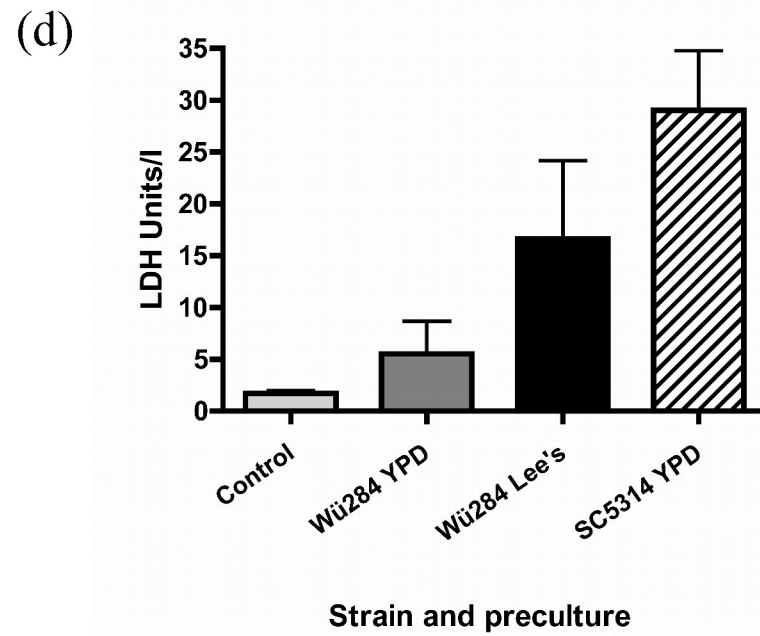 (d)
35
30
25
20
15
10
5
0
LDH Units/l
Control
Wü284 YPD
Wü284 Lee's
SC5314 YPD
Strain and preculture